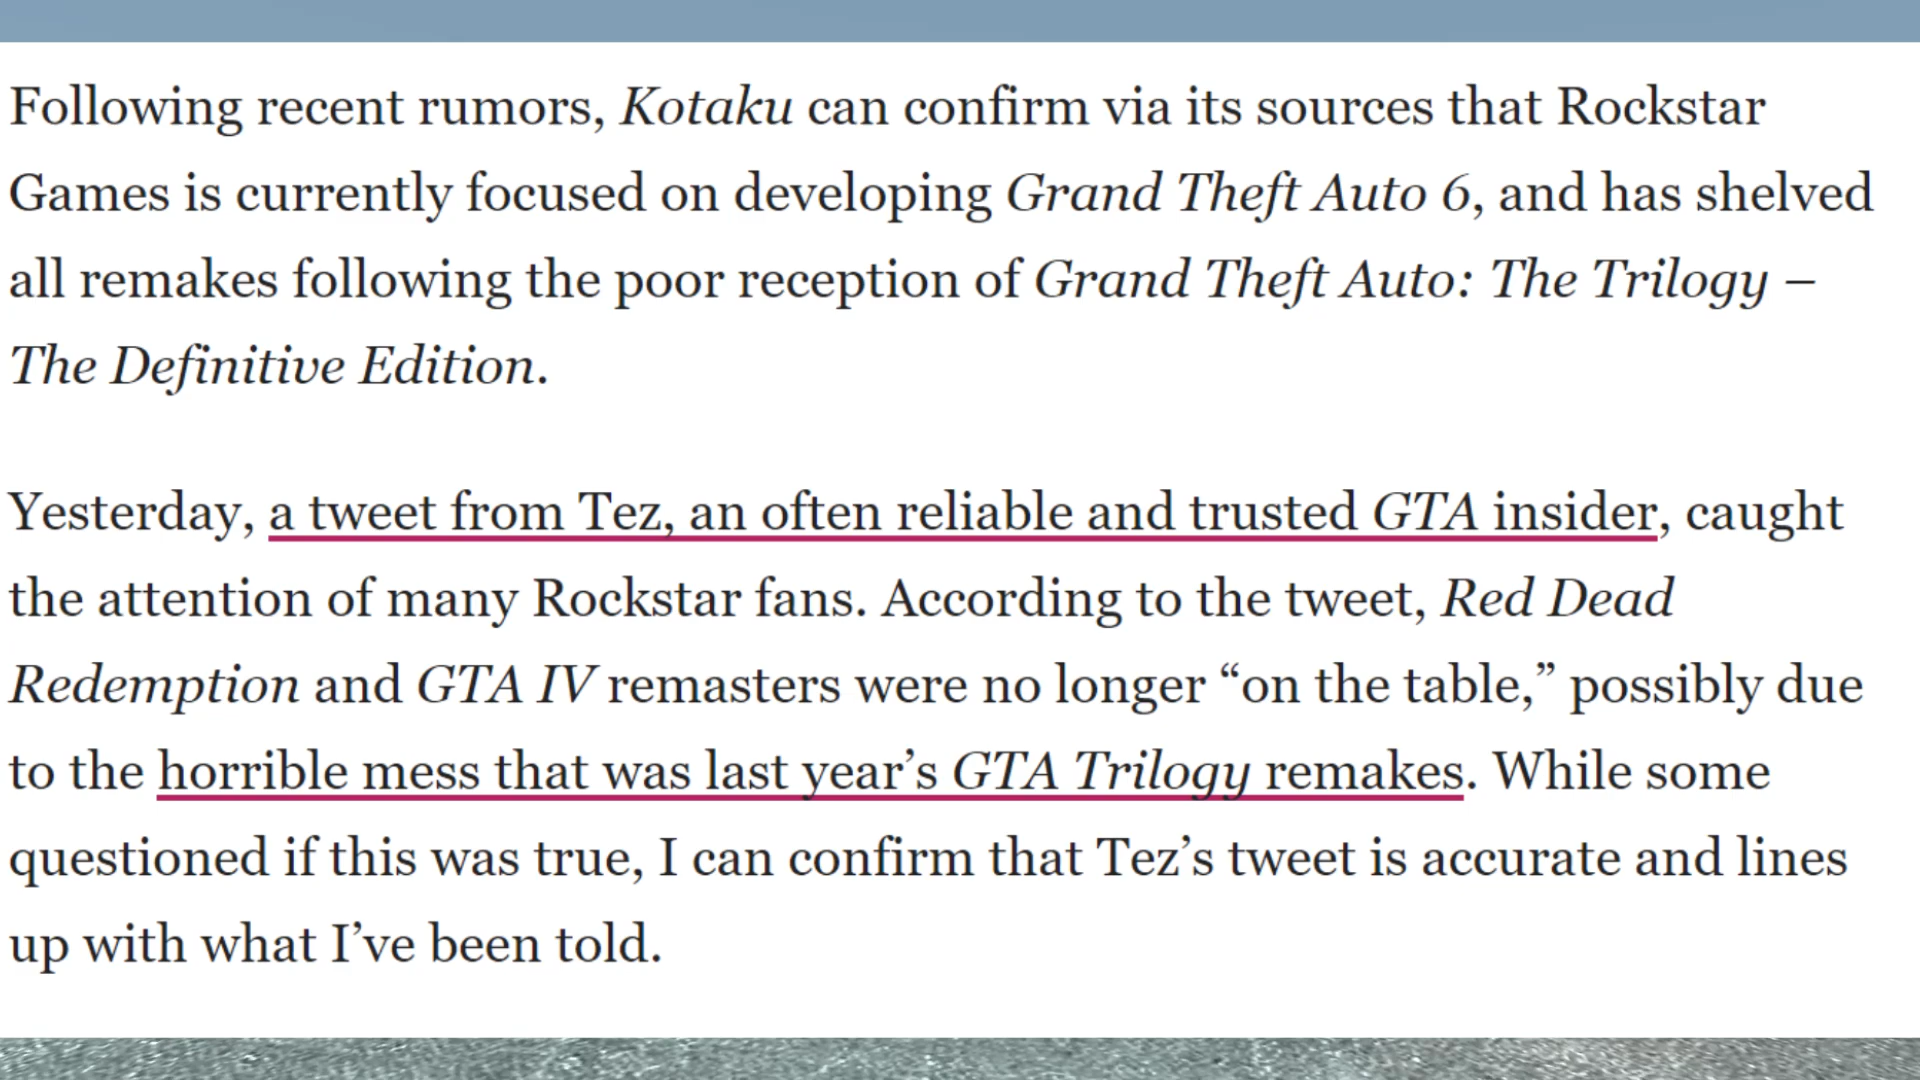 Following recent rumors, Kotaku can confirm via its sources that Rockstar
Games is currently focused on developing Grand Theft Auto 6, and has shelved
all remakes following the poor reception of Grand Theft Auto: The Trilogy –
The Definitive Edition.
Yesterday, a tweet from Tez, an often reliable and trusted GTA insider, caught
the attention of many Rockstar fans. According to the tweet, Red Dead
Redemption and GTA IV remasters were no longer “on the table,” possibly due
to the horrible mess that was last year’s GTA Trilogy remakes. While some
questioned if this was true, I can confirm that Tez’s tweet is accurate and lines
up with what I’ve been told.